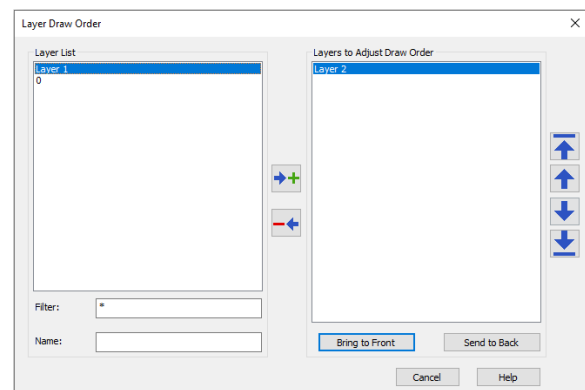 Layer Draw Order
Layer List
Layer 1
0
Filter:
*
Name:
Layers to Adjust Draw Order
Layer 2
Bring to Front
Send to Back
Cancel
Help